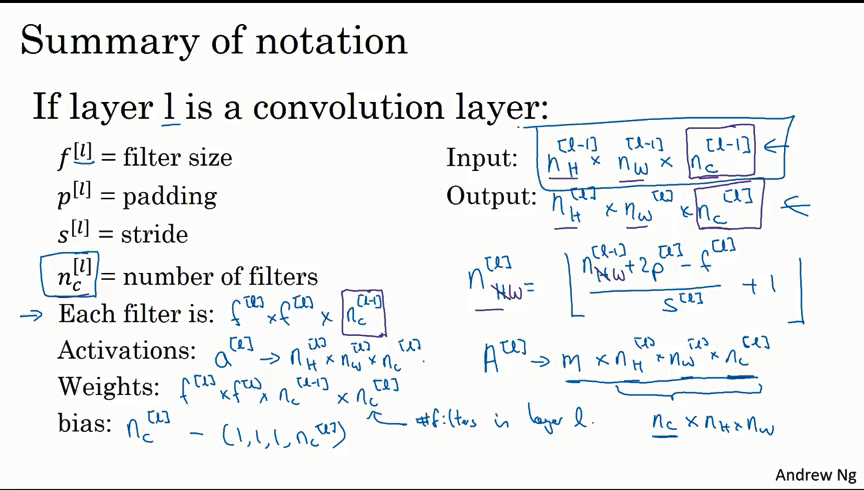 Summary of notation
If layer l is a convolution layer:
f^[l] = filter size
p^[l] = padding
s^[l] = stride
n_c^[l] = number of filters
→ Each filter is: f^[l] × f^[l] × n_c^[l-1]
Activations: a^[l] → n_H^[l] × n_W^[l] × n_c^[l].
Weights: f^[l] × f^[l] × n_c^[l-1] × n_c^[l]
bias: n_c^[l] - (1,1,1,n_c^[l])
#filters in layer l.
Input: n_H^[l-1] × n_W^[l-1] × n_c^[l-1] ←
Output: n_H^[l] × n_W^[l] × n_c^[l] ←
n_HW^[l] = ⌊ (n_HW^[l-1] + 2p^[l] - f^[l]) / s^[l] + 1 ⌋
A^[l] → m × n_H^[l] × n_W^[l] × n_c^[l]
n_c × n_H × n_W
Andrew Ng